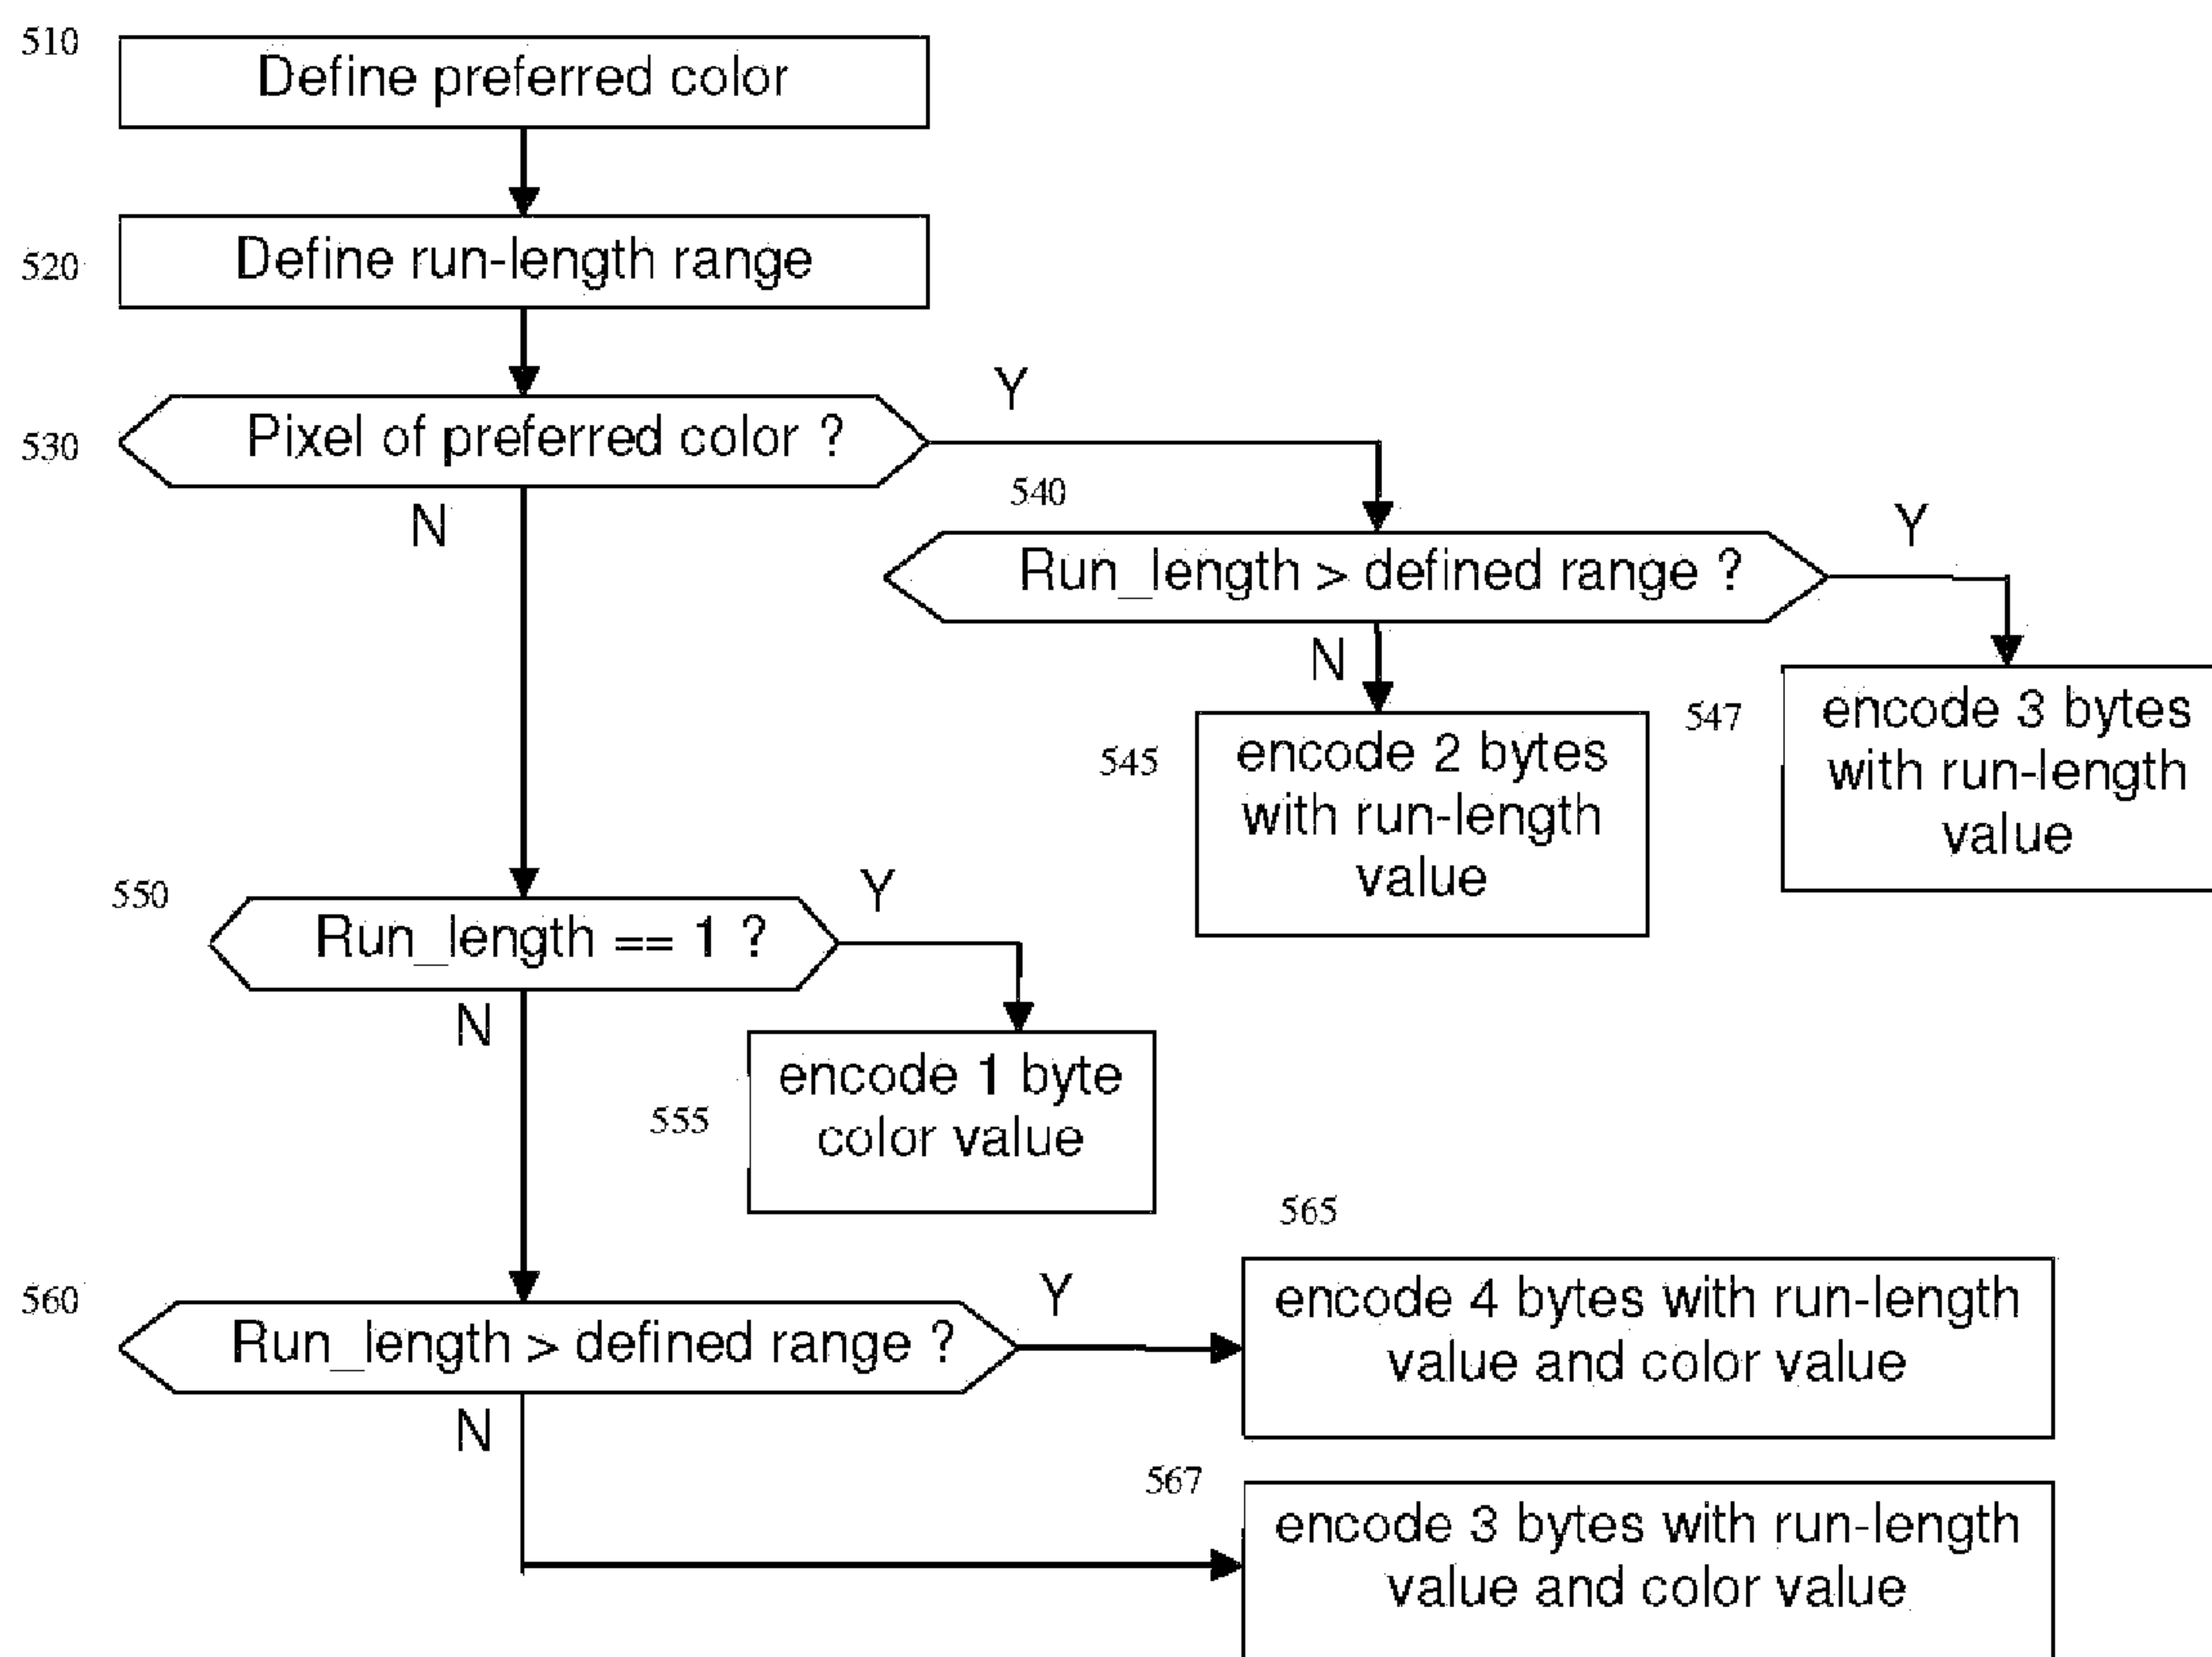 510
Define preferred color
520
Define run-length range
530
Pixel of preferred color ?
Y
N
540
Run_length > defined range ?
Y
N
545
encode 2 bytes
with run-length
value
547
encode 3 bytes
with run-length
value
550
Run_length == 1 ?
Y
N
555
encode 1 byte
color value
560
Run_length > defined range ?
Y
N
565
encode 4 bytes with run-length
value and color value
567
encode 3 bytes with run-length
value and color value